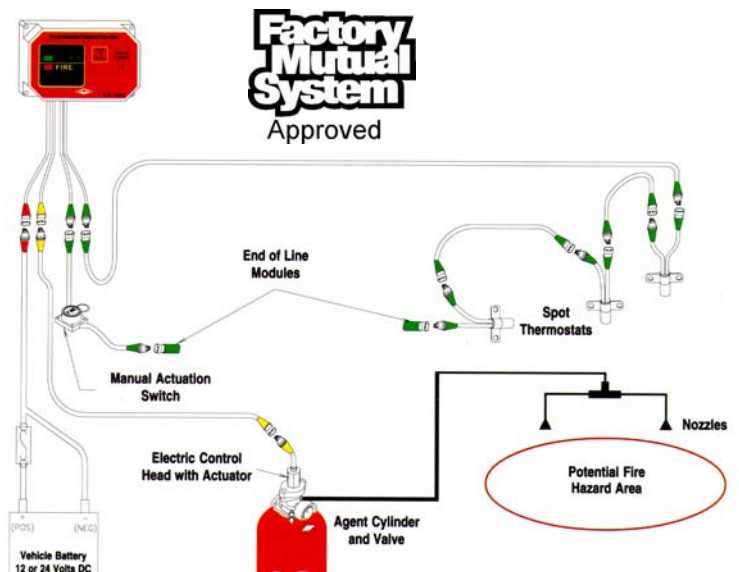 Factory
Mutual
System
Approved
FIRE
End of Line
Modules
Spot
Thermostats
Manual Actuation
Switch
Electric Control
Head with Actuator
Nozzles
Potential Fire
Hazard Area
Agent Cylinder
and Valve
(POS) (NEG)
Vehicle Battery
12 or 24 Volts DC